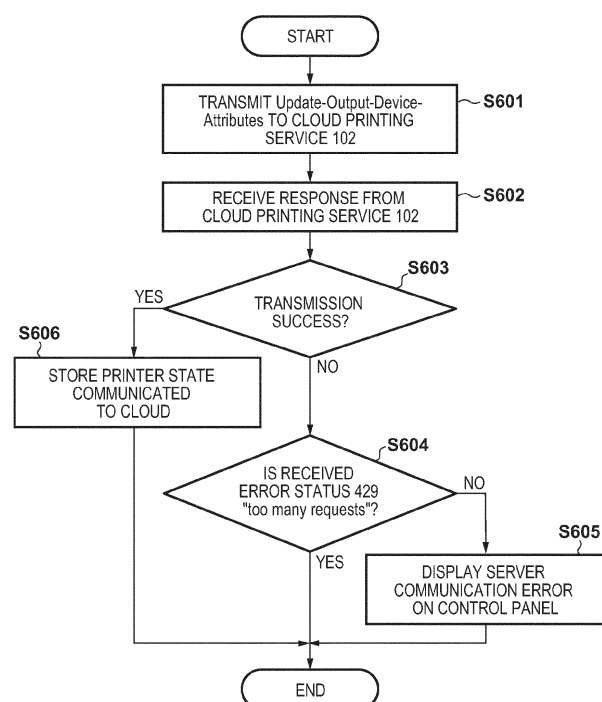 START
TRANSMIT Update-Output-Device-
Attributes TO CLOUD PRINTING
SERVICE 102
S601
RECEIVE RESPONSE FROM
CLOUD PRINTING SERVICE 102
S602
S603
TRANSMISSION
SUCCESS?
YES
NO
S606
STORE PRINTER STATE
COMMUNICATED
TO CLOUD
S604
IS RECEIVED
ERROR STATUS 429
"too many requests"?
NO
YES
S605
DISPLAY SERVER
COMMUNICATION ERROR
ON CONTROL PANEL
END